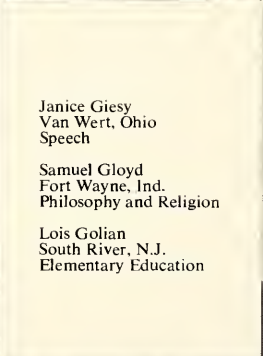 Janice Giesy
Van Wert, Ohio
Speech
Samuel Gloyd
Fort Wayne, Ind.
Philosophy and Religion
Lois Golian
South River, N.J.
Elementary Education